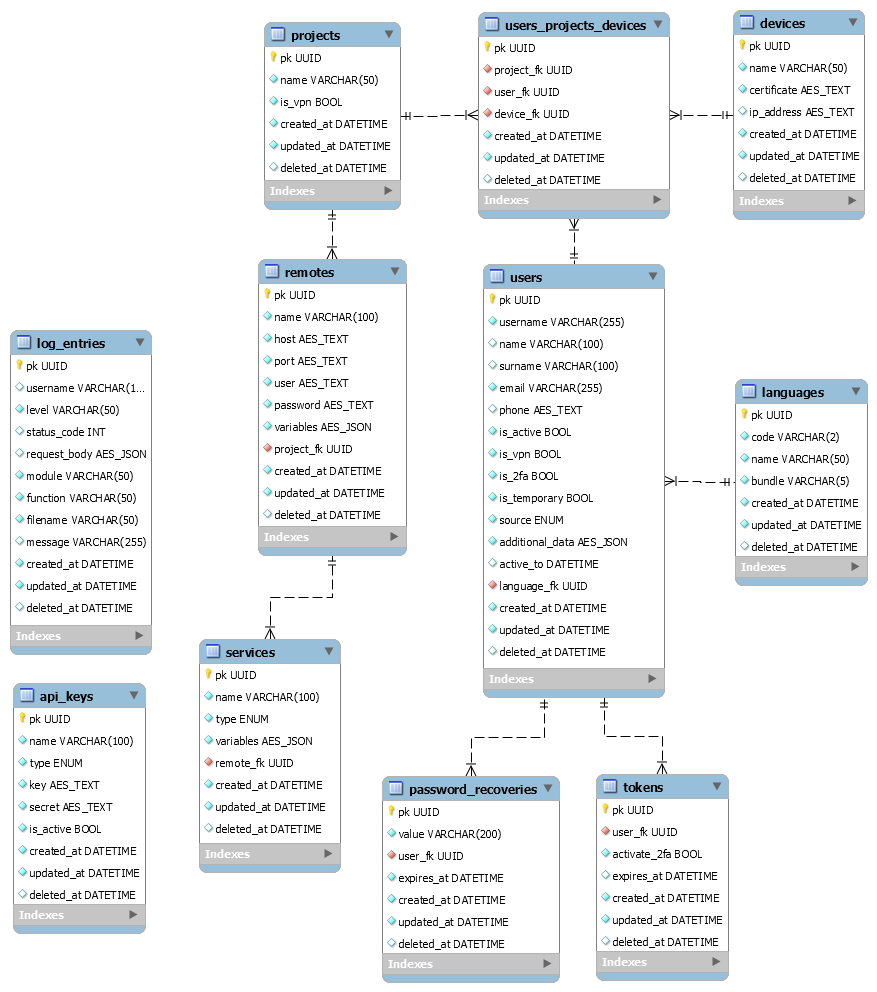 projects
pk UUID
name VARCHAR(50)
is_vpn BOOL
created_at DATETIME
updated_at DATETIME
deleted_at DATETIME
Indexes
users_projects_devices
pk UUID
project_fk UUID
user_fk UUID
device_fk UUID
created_at DATETIME
updated_at DATETIME
deleted_at DATETIME
Indexes
devices
pk UUID
name VARCHAR(50)
certificate AES_TEXT
ip_address AES_TEXT
created_at DATETIME
updated_at DATETIME
deleted_at DATETIME
Indexes
remotes
pk UUID
name VARCHAR(100)
host AES_TEXT
port AES_TEXT
user AES_TEXT
password AES_TEXT
variables AES_JSON
project_fk UUID
created_at DATETIME
updated_at DATETIME
deleted_at DATETIME
Indexes
users
pk UUID
username VARCHAR(255)
name VARCHAR(100)
surname VARCHAR(100)
email VARCHAR(255)
phone AES_TEXT
is_active BOOL
is_vpn BOOL
is_2fa BOOL
is_temporary BOOL
source ENUM
additional_data AES_JSON
active_to DATETIME
language_fk UUID
created_at DATETIME
updated_at DATETIME
deleted_at DATETIME
Indexes
log_entries
pk UUID
username VARCHAR(1...
level VARCHAR(50)
status_code INT
request_body AES_JSON
module VARCHAR(50)
function VARCHAR(50)
filename VARCHAR(50)
message VARCHAR(255)
created_at DATETIME
updated_at DATETIME
deleted_at DATETIME
Indexes
languages
pk UUID
code VARCHAR(2)
name VARCHAR(50)
bundle VARCHAR(5)
created_at DATETIME
updated_at DATETIME
deleted_at DATETIME
Indexes
services
pk UUID
name VARCHAR(100)
type ENUM
variables AES_JSON
remote_fk UUID
created_at DATETIME
updated_at DATETIME
deleted_at DATETIME
Indexes
api_keys
pk UUID
name VARCHAR(100)
type ENUM
key AES_TEXT
secret AES_TEXT
is_active BOOL
created_at DATETIME
updated_at DATETIME
deleted_at DATETIME
Indexes
password_recoveries
pk UUID
value VARCHAR(200)
user_fk UUID
expires_at DATETIME
created_at DATETIME
updated_at DATETIME
deleted_at DATETIME
Indexes
tokens
pk UUID
user_fk UUID
activate_2fa BOOL
expires_at DATETIME
created_at DATETIME
updated_at DATETIME
deleted_at DATETIME
Indexes